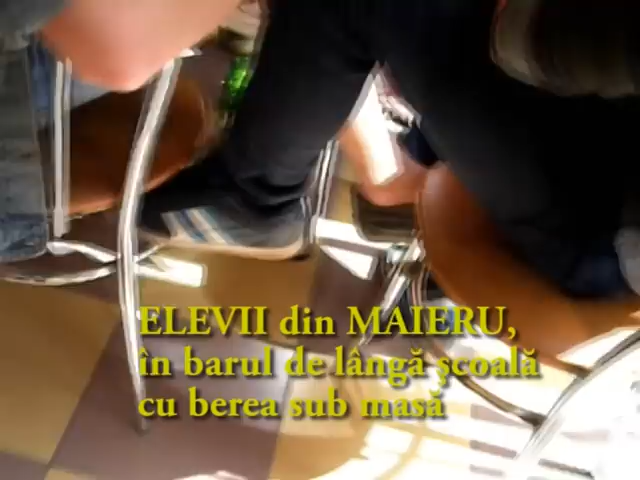 ELEVII din MAIERU,
în barul de lângă şcoală
cu berea sub masă